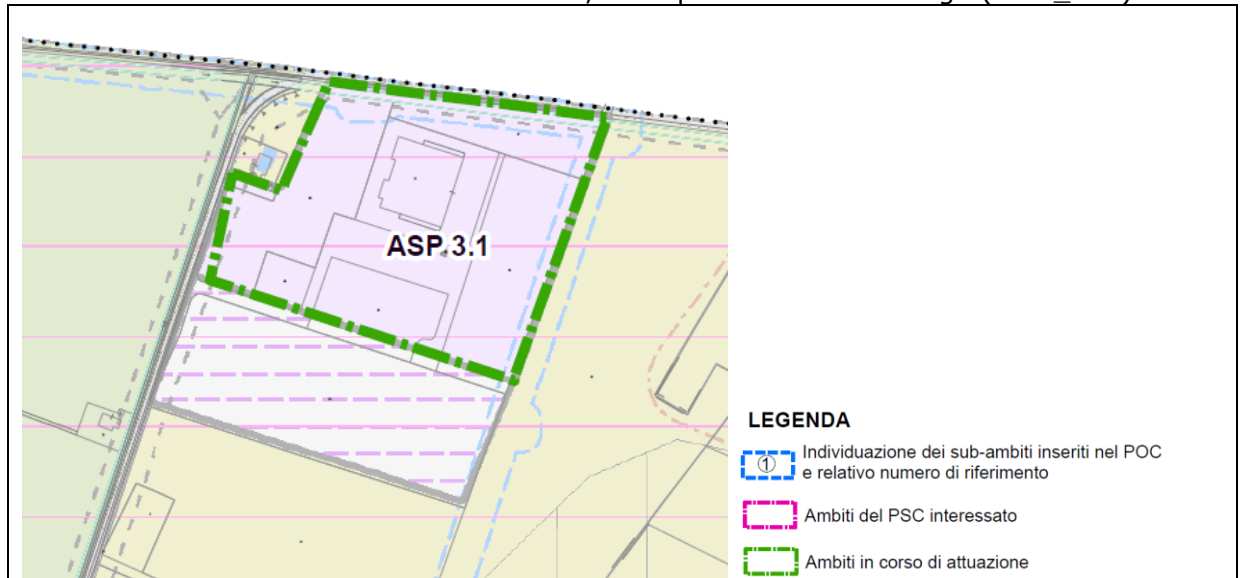 ASP.3.1
LEGENDA
1
Individuazione dei sub-ambiti inseriti nel POC
e relativo numero di riferimento
Ambiti del PSC interessato
Ambiti in corso di attuazione